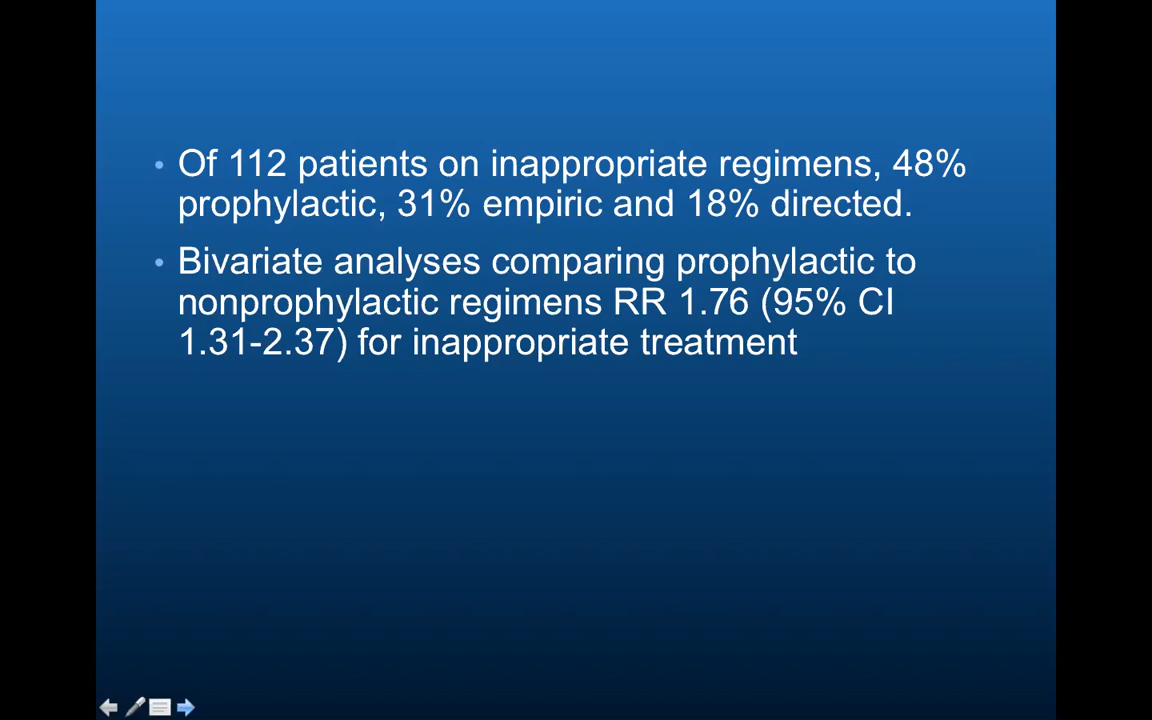 • Of 112 patients on inappropriate regimens, 48%
prophylactic, 31% empiric and 18% directed.
• Bivariate analyses comparing prophylactic to
nonprophylactic regimens RR 1.76 (95% CI
1.31-2.37) for inappropriate treatment